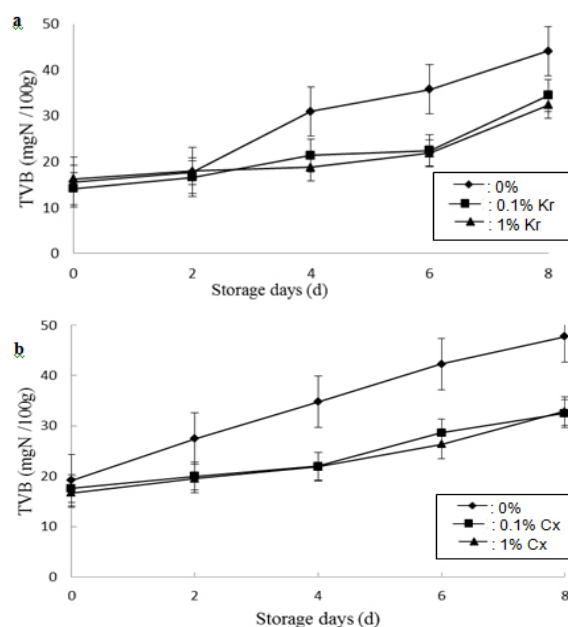 a
50
40
30
20
10
0
TVB (mgN /100g)
0 2 4 6 8
Storage days (d)
: 0%
: 0.1% Kr
: 1% Kr
b
50
40
30
20
10
0
TVB (mgN /100g)
0 2 4 6 8
Storage days (d)
: 0%
: 0.1% Cx
: 1% Cx